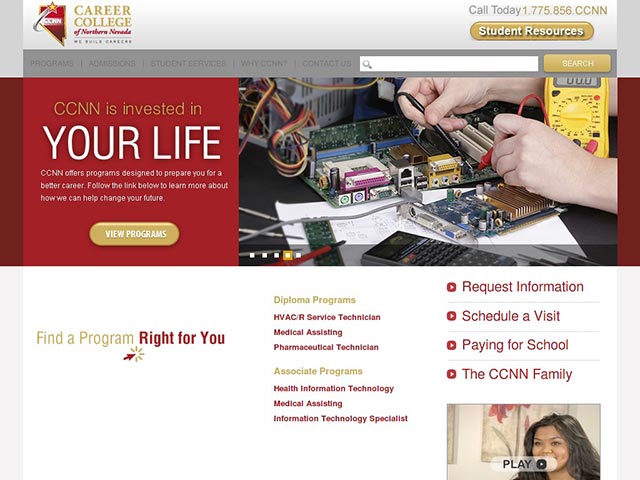 CCNN
CAREER
COLLEGE
of Northern Nevada
WE BUILD CAREERS
Call Today 1.775.856.CCNN
Student Resources
PROGRAMS | ADMISSIONS | STUDENT SERVICES | WHY CCNN? | CONTACT US
SEARCH
CCNN is invested in
YOUR LIFE
CCNN offers programs designed to prepare you for a
better career. Follow the link below to learn more about
how we can help change your future.
VIEW PROGRAMS
Find a Program Right for You
Diploma Programs
HVAC/R Service Technician
Medical Assisting
Pharmaceutical Technician
Associate Programs
Health Information Technology
Medical Assisting
Information Technology Specialist
Request Information
Schedule a Visit
Paying for School
The CCNN Family
PLAY